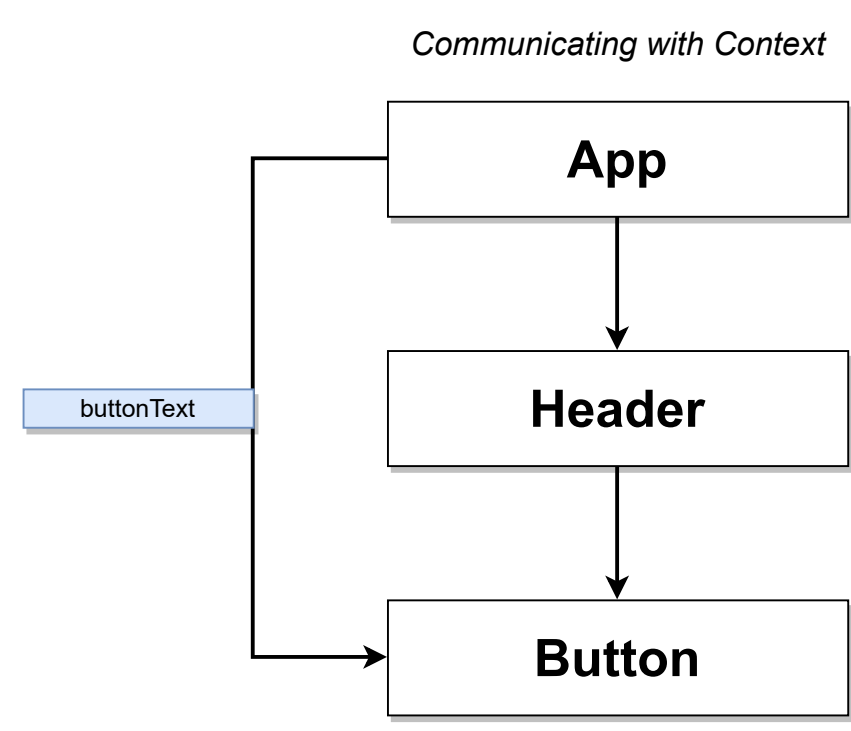 Communicating with Context
App
Header
buttonText
Button